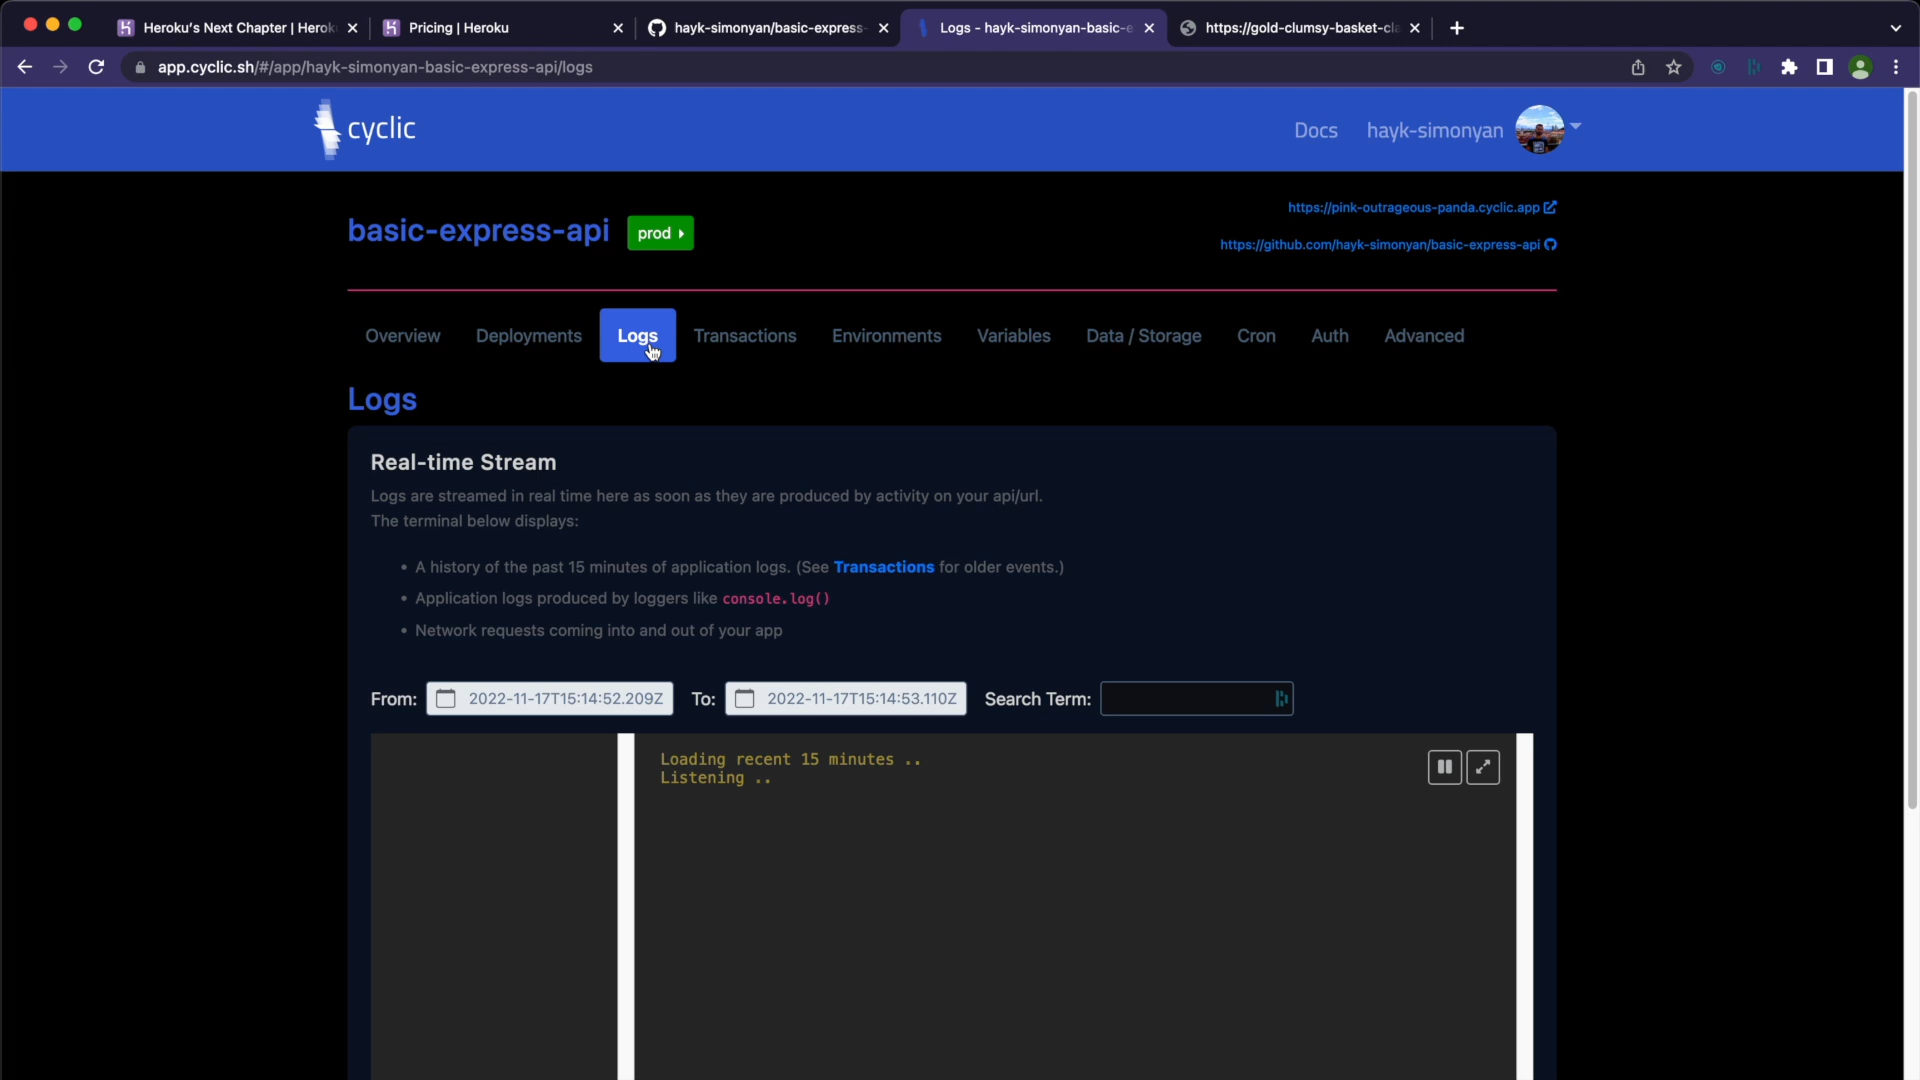 Heroku's Next Chapter | Herok
Pricing | Heroku
hayk-simonyan/basic-express-
Logs - hayk-simonyan-basic-e
https://gold-clumsy-basket-cla
app.cyclic.sh/#/app/hayk-simonyan-basic-express-api/logs
cyclic
Docs
hayk-simonyan
https://pink-outrageous-panda.cyclic.app
basic-express-api
prod
https://github.com/hayk-simonyan/basic-express-api
Overview
Deployments
Logs
Transactions
Environments
Variables
Data / Storage
Cron
Auth
Advanced
Logs
Real-time Stream
Logs are streamed in real time here as soon as they are produced by activity on your api/url.
The terminal below displays:
• A history of the past 15 minutes of application logs. (See Transactions for older events.)
• Application logs produced by loggers like console.log()
• Network requests coming into and out of your app
From: 2022-11-17T15:14:52.209Z To: 2022-11-17T15:14:53.110Z Search Term:
Loading recent 15 minutes ..
Listening ..